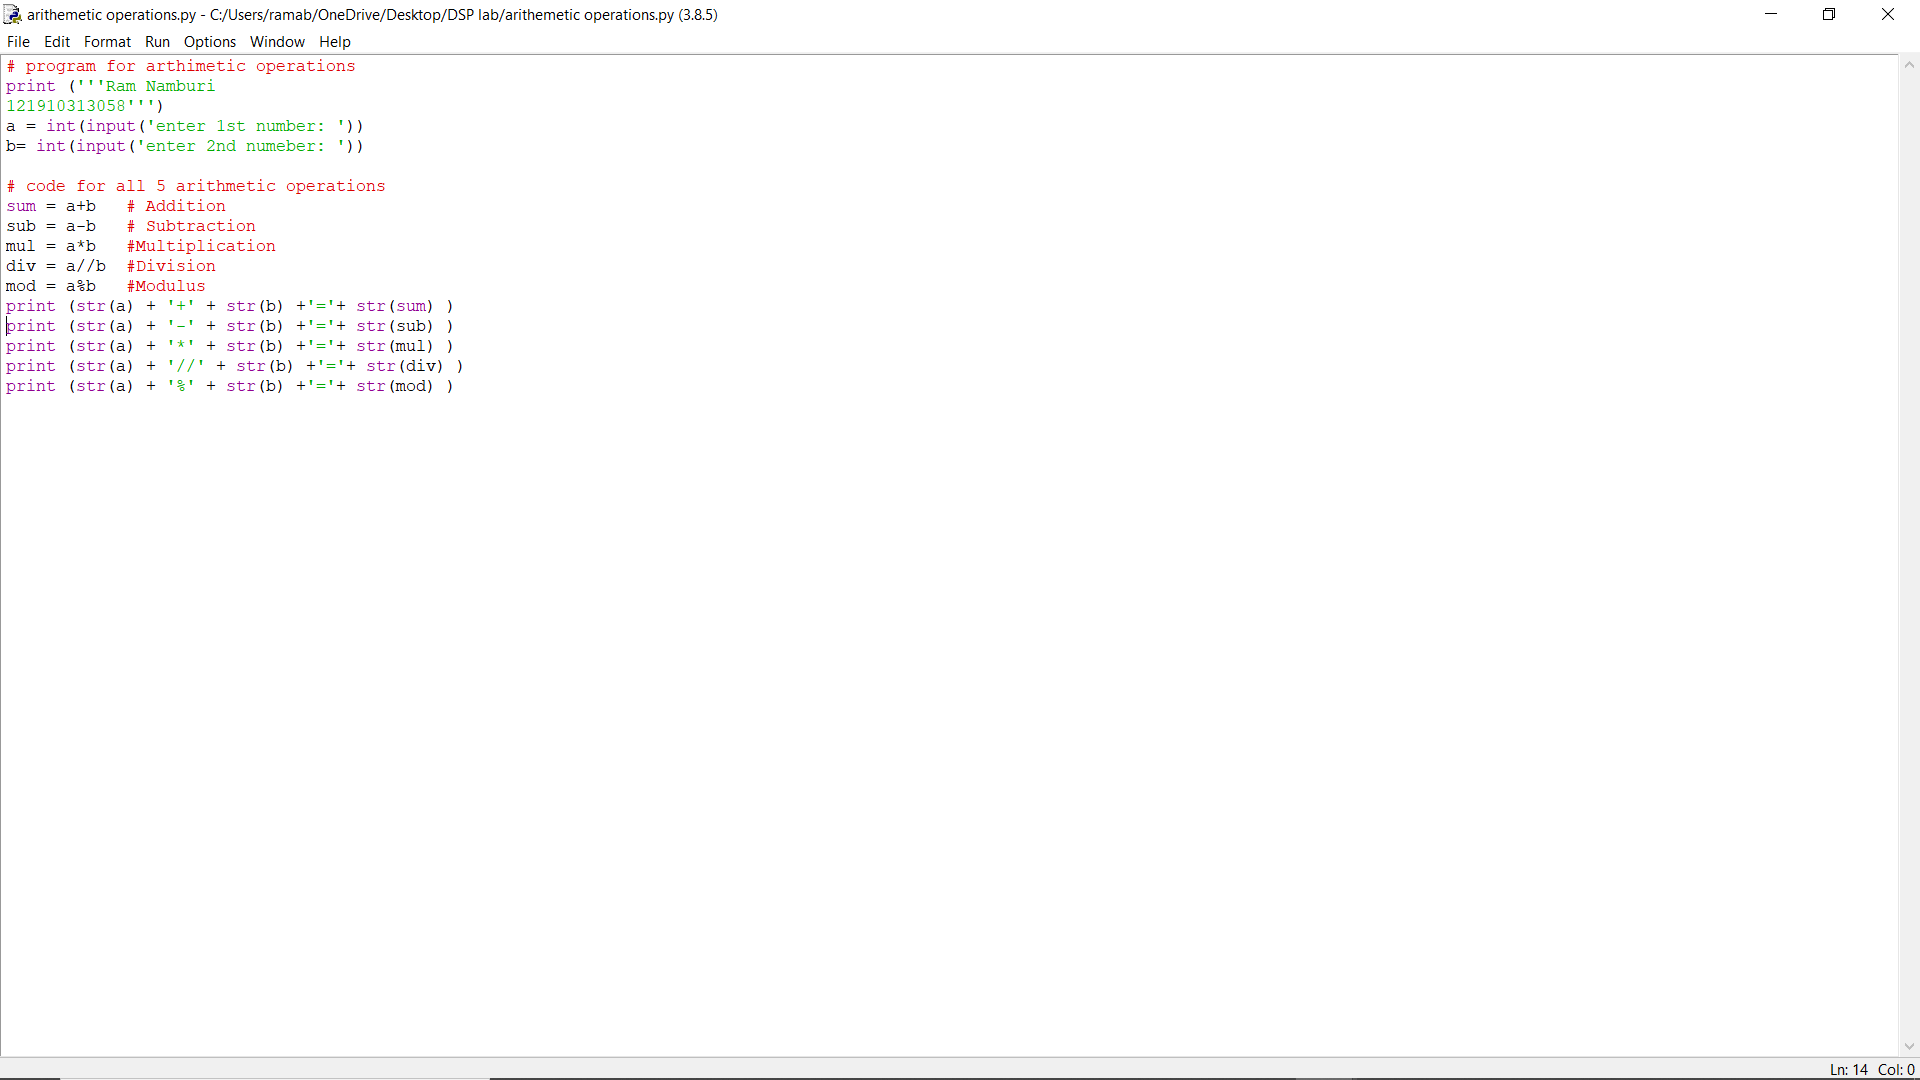 arithemetic operations.py - C:/Users/ramab/OneDrive/Desktop/DSP lab/arithemetic operations.py (3.8.5)
File Edit Format Run Options Window Help
# program for arthimetic operations
print ('''Ram Namburi
121910313058''')
a = int(input('enter 1st number: '))
b= int(input('enter 2nd numeber: '))

# code for all 5 arithmetic operations
sum = a+b   # Addition
sub = a-b   # Subtraction
mul = a*b   #Multiplication
div = a//b  #Division
mod = a%b   #Modulus
print (str(a) + '+' + str(b) +'='+ str(sum) )
print (str(a) + '-' + str(b) +'='+ str(sub) )
print (str(a) + '*' + str(b) +'='+ str(mul) )
print (str(a) + '//' + str(b) +'='+ str(div) )
print (str(a) + '%' + str(b) +'='+ str(mod) )
Ln: 14 Col: 0